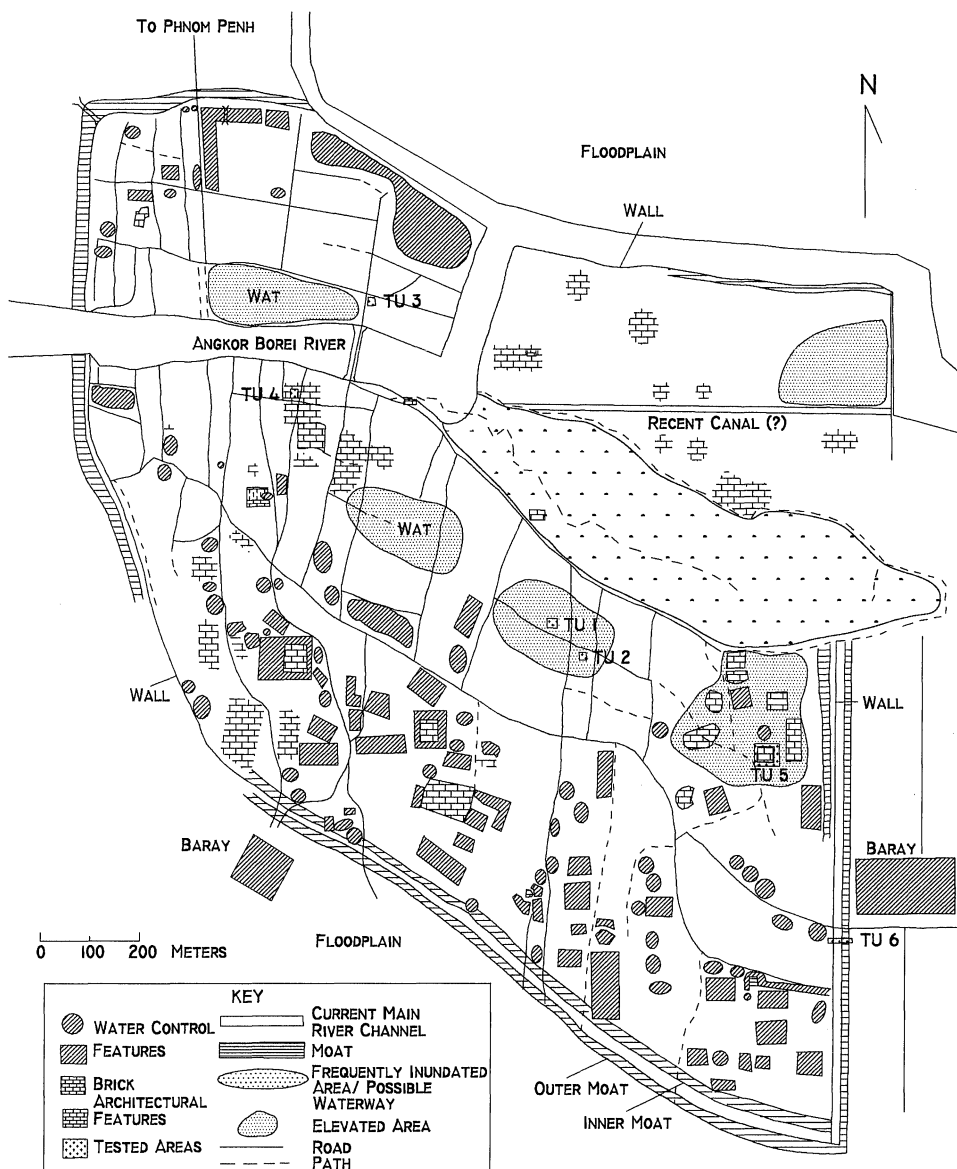 TO PHNOM PENH
N
FLOODPLAIN
WALL
WAT
TU 3
ANGKOR BOREI RIVER
TU 4
RECENT CANAL (?)
WAT
TU 1
TU 2
WALL
WALL
TU 5
BARAY
BARAY
0 100 200 METERS
FLOODPLAIN
TU 6
KEY
WATER CONTROL
FEATURES
BRICK
ARCHITECTURAL
FEATURES
TESTED AREAS
CURRENT MAIN
RIVER CHANNEL
MOAT
FREQUENTLY INUNDATED
AREA/ POSSIBLE
WATERWAY
ELEVATED AREA
ROAD
PATH
OUTER MOAT
INNER MOAT